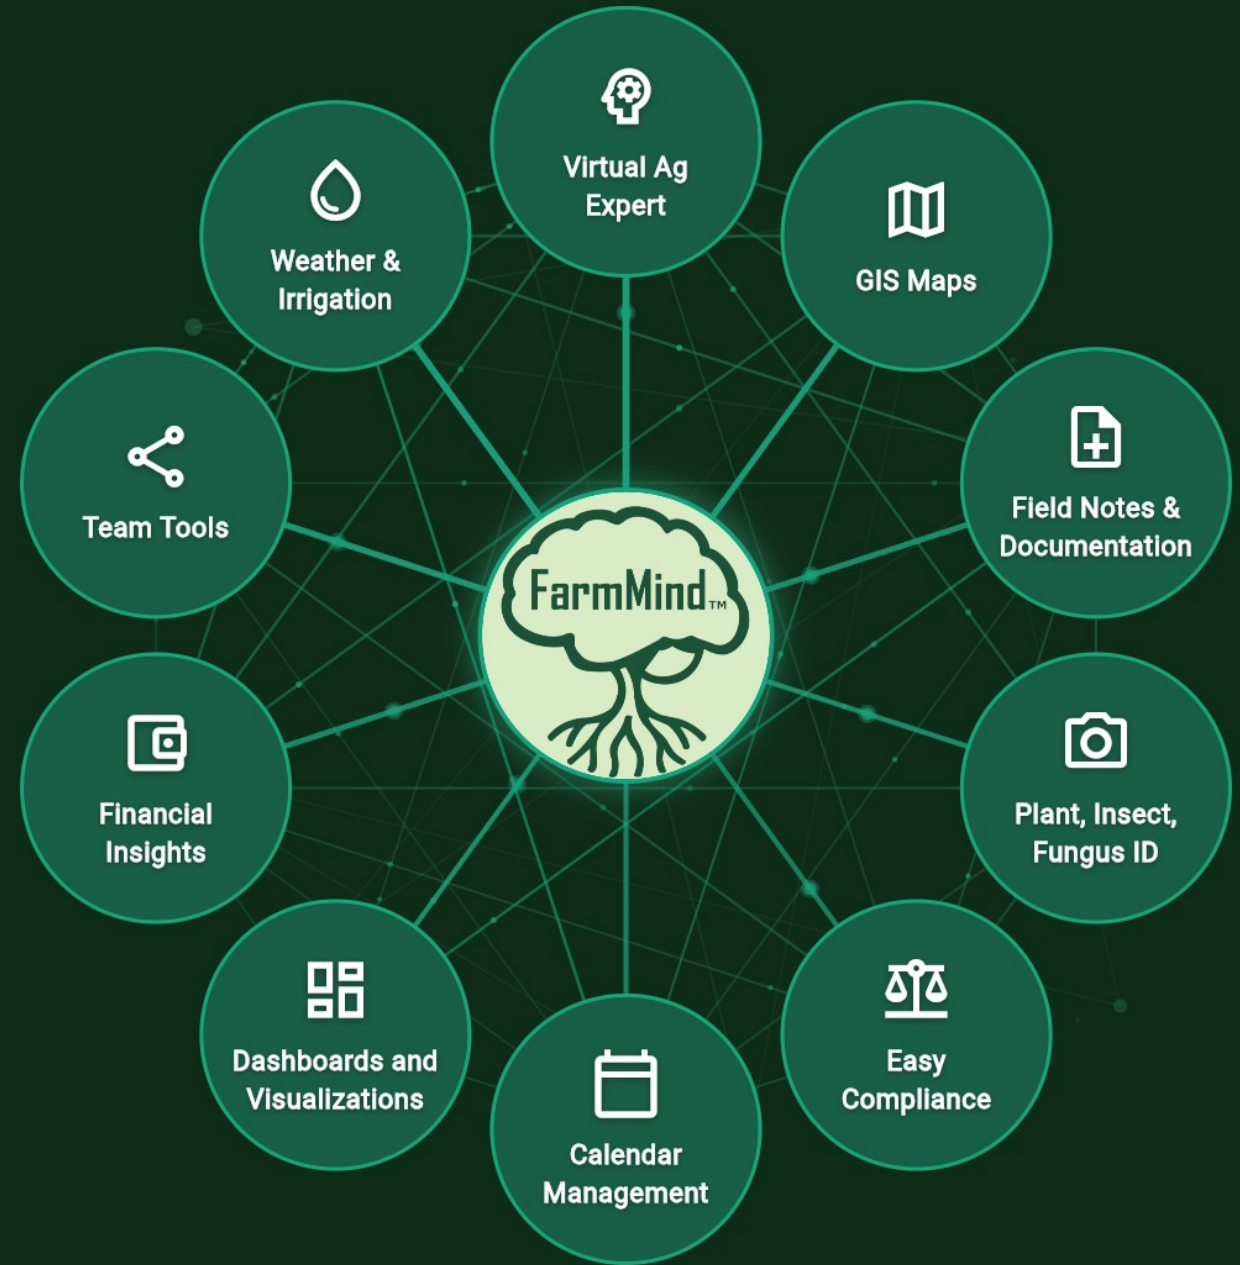 Virtual Ag
Expert
GIS Maps
Field Notes &
Documentation
Plant, Insect,
Fungus ID
Easy
Compliance
Calendar
Management
Dashboards and
Visualizations
Financial
Insights
Team Tools
Weather &
Irrigation
FarmMind™